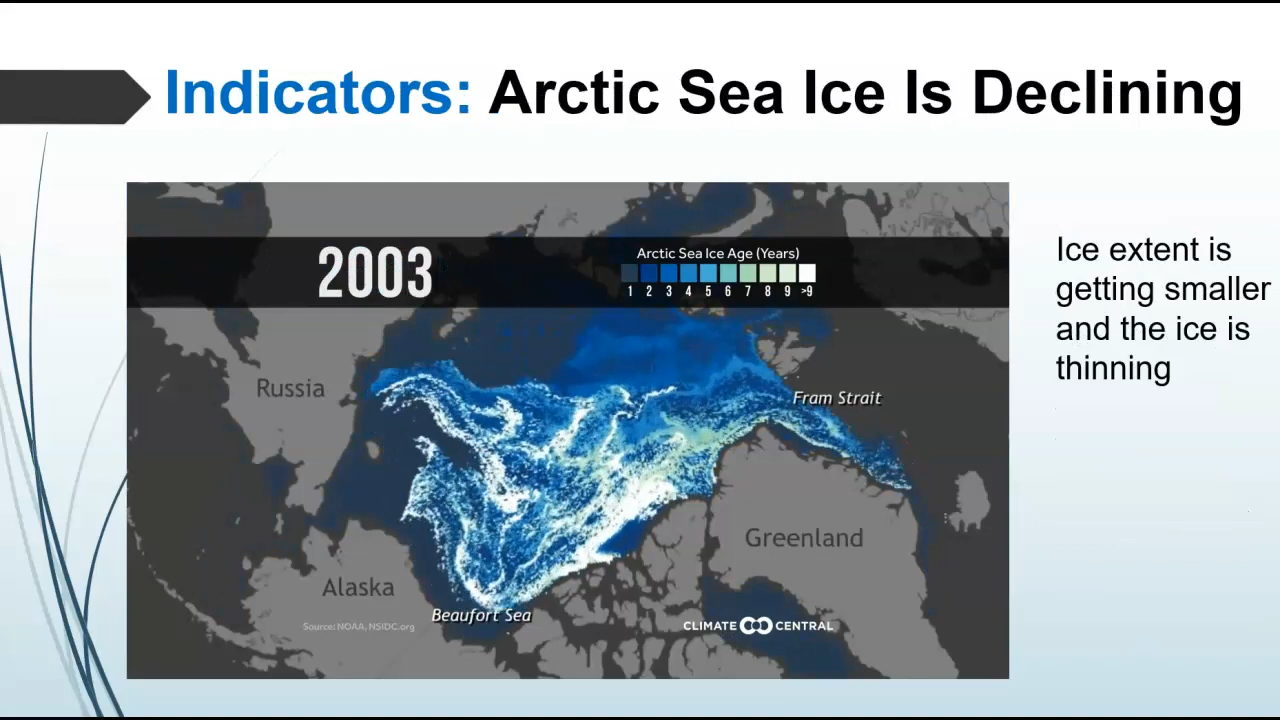 Indicators: Arctic Sea Ice Is Declining
2003
Arctic Sea Ice Age (Years)
1 2 3 4 5 6 7 8 9 >9
Ice extent is
getting smaller
and the ice is
thinning
Russia
Fram Strait
Greenland
Alaska
Beaufort Sea
Source: NOAA, NSIDC.org
CLIMATE CENTRAL